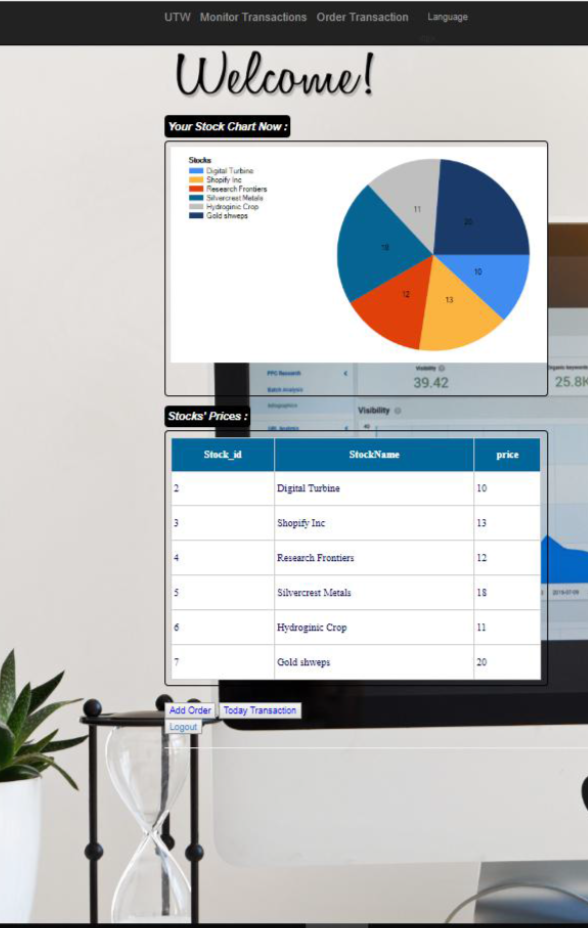 UTW Monitor Transactions Order Transaction Language
Welcome!
Your Stock Chart Now :
Stocks
Digital Turbine
Shopify Inc
Research Frontiers
Silvercrest Metals
Hydroginic Crop
Gold shweps
11
20
18
10
12
13
PPC Research
Visibility
Organic keywords
39.42
25.8K
Batch Analysis
Infographics
Stocks' Prices :
Visibility
URL Analysis
40
Stock_id StockName price
2 Digital Turbine 10
3 Shopify Inc 13
4 Research Frontiers 12
5 Silvercrest Metals 18
2015-07-09
6 Hydroginic Crop 11
7 Gold shweps 20
Add Order Today Transaction
Logout